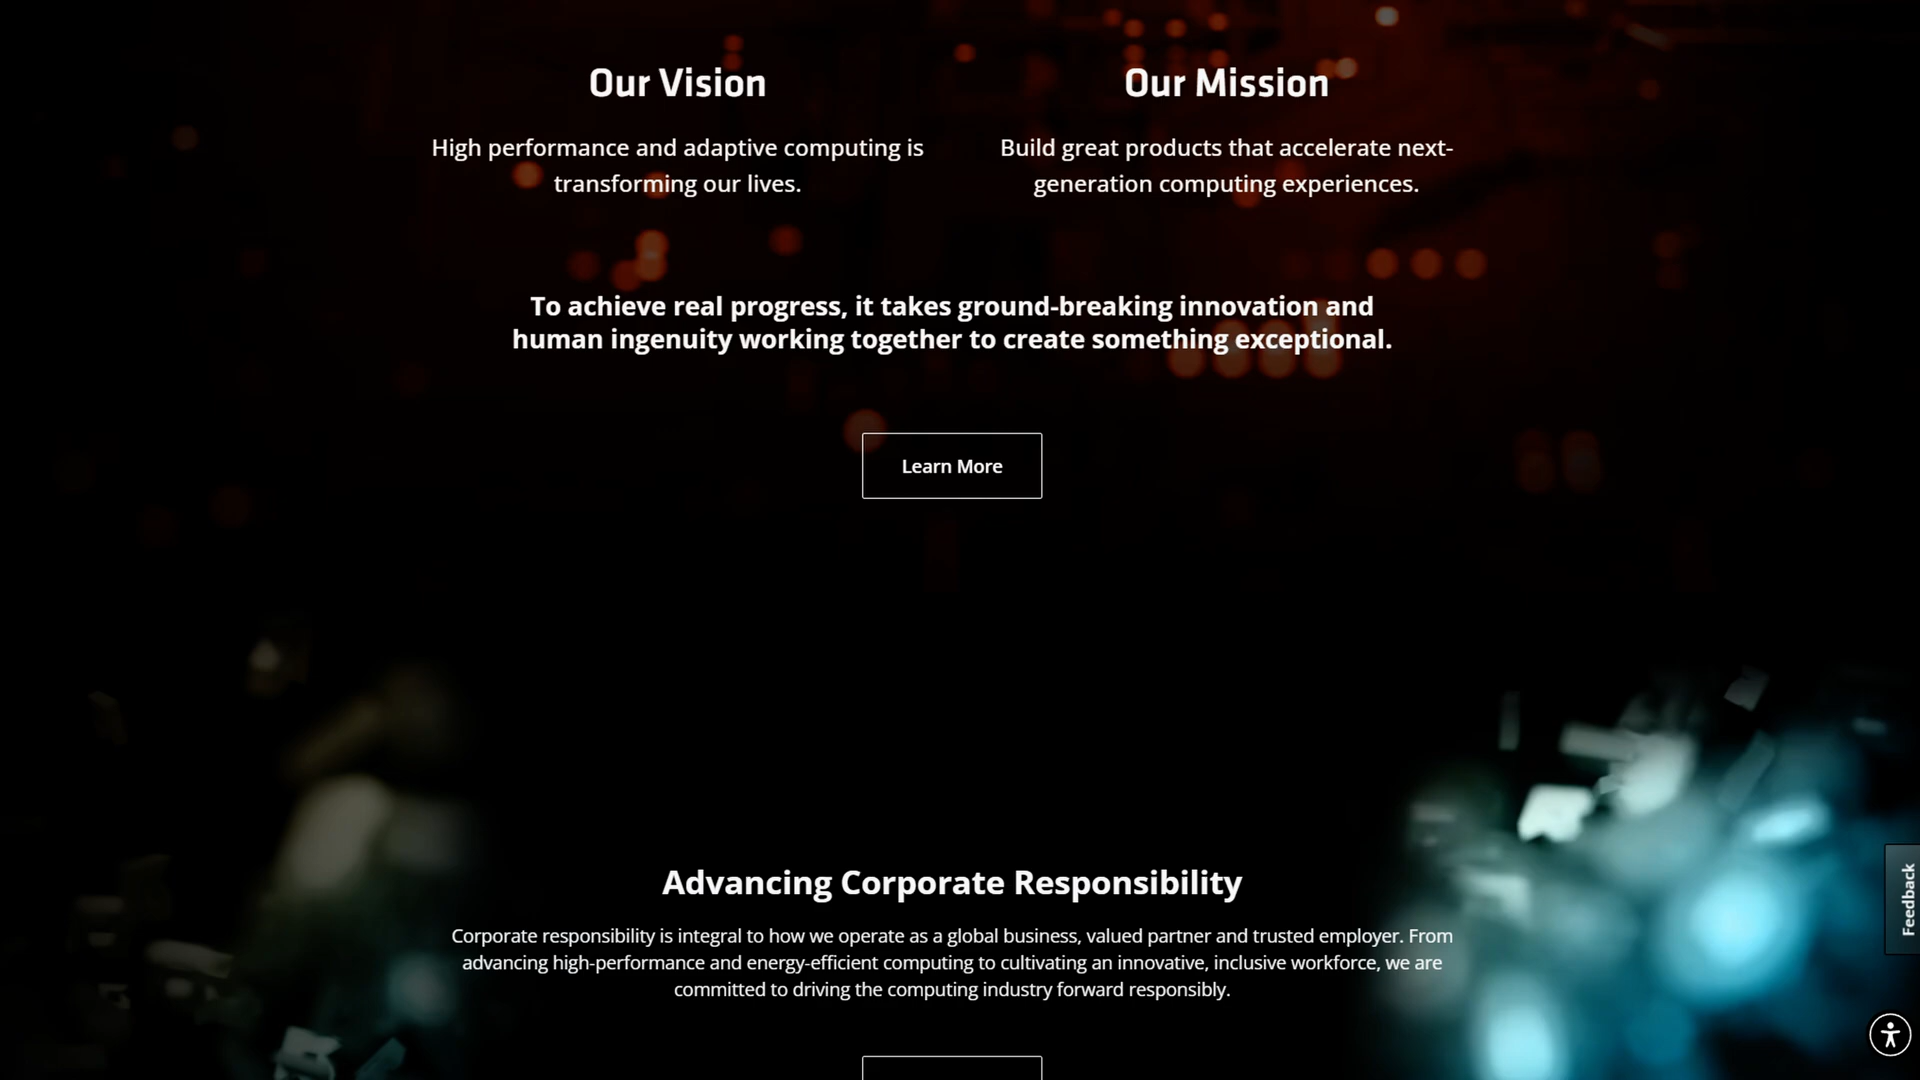 Our Vision
High performance and adaptive computing is
transforming our lives.
Our Mission
Build great products that accelerate next-
generation computing experiences.
To achieve real progress, it takes ground-breaking innovation and
human ingenuity working together to create something exceptional.
Learn More
Advancing Corporate Responsibility
Corporate responsibility is integral to how we operate as a global business, valued partner and trusted employer. From
advancing high-performance and energy-efficient computing to cultivating an innovative, inclusive workforce, we are
committed to driving the computing industry forward responsibly.
Feedback